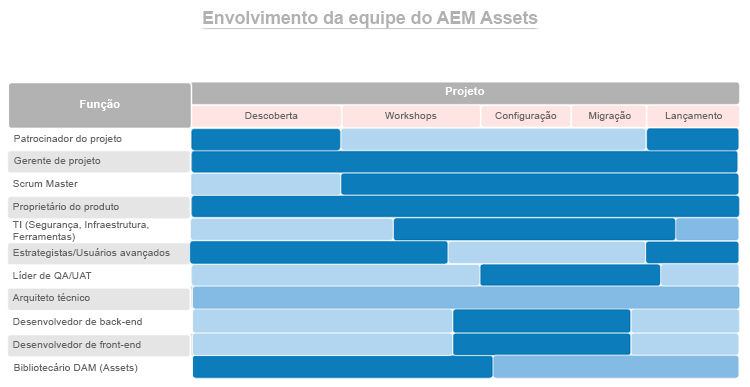 Envolvimento da equipe do AEM Assets
Função
Projeto
Descoberta
Workshops
Configuração
Migração
Lançamento
Patrocinador do projeto
Gerente de projeto
Scrum Master
Proprietário do produto
TI (Segurança, Infraestrutura,
Ferramentas)
Estrategistas/Usuários avançados
Líder de QA/UAT
Arquiteto técnico
Desenvolvedor de back-end
Desenvolvedor de front-end
Bibliotecário DAM (Assets)